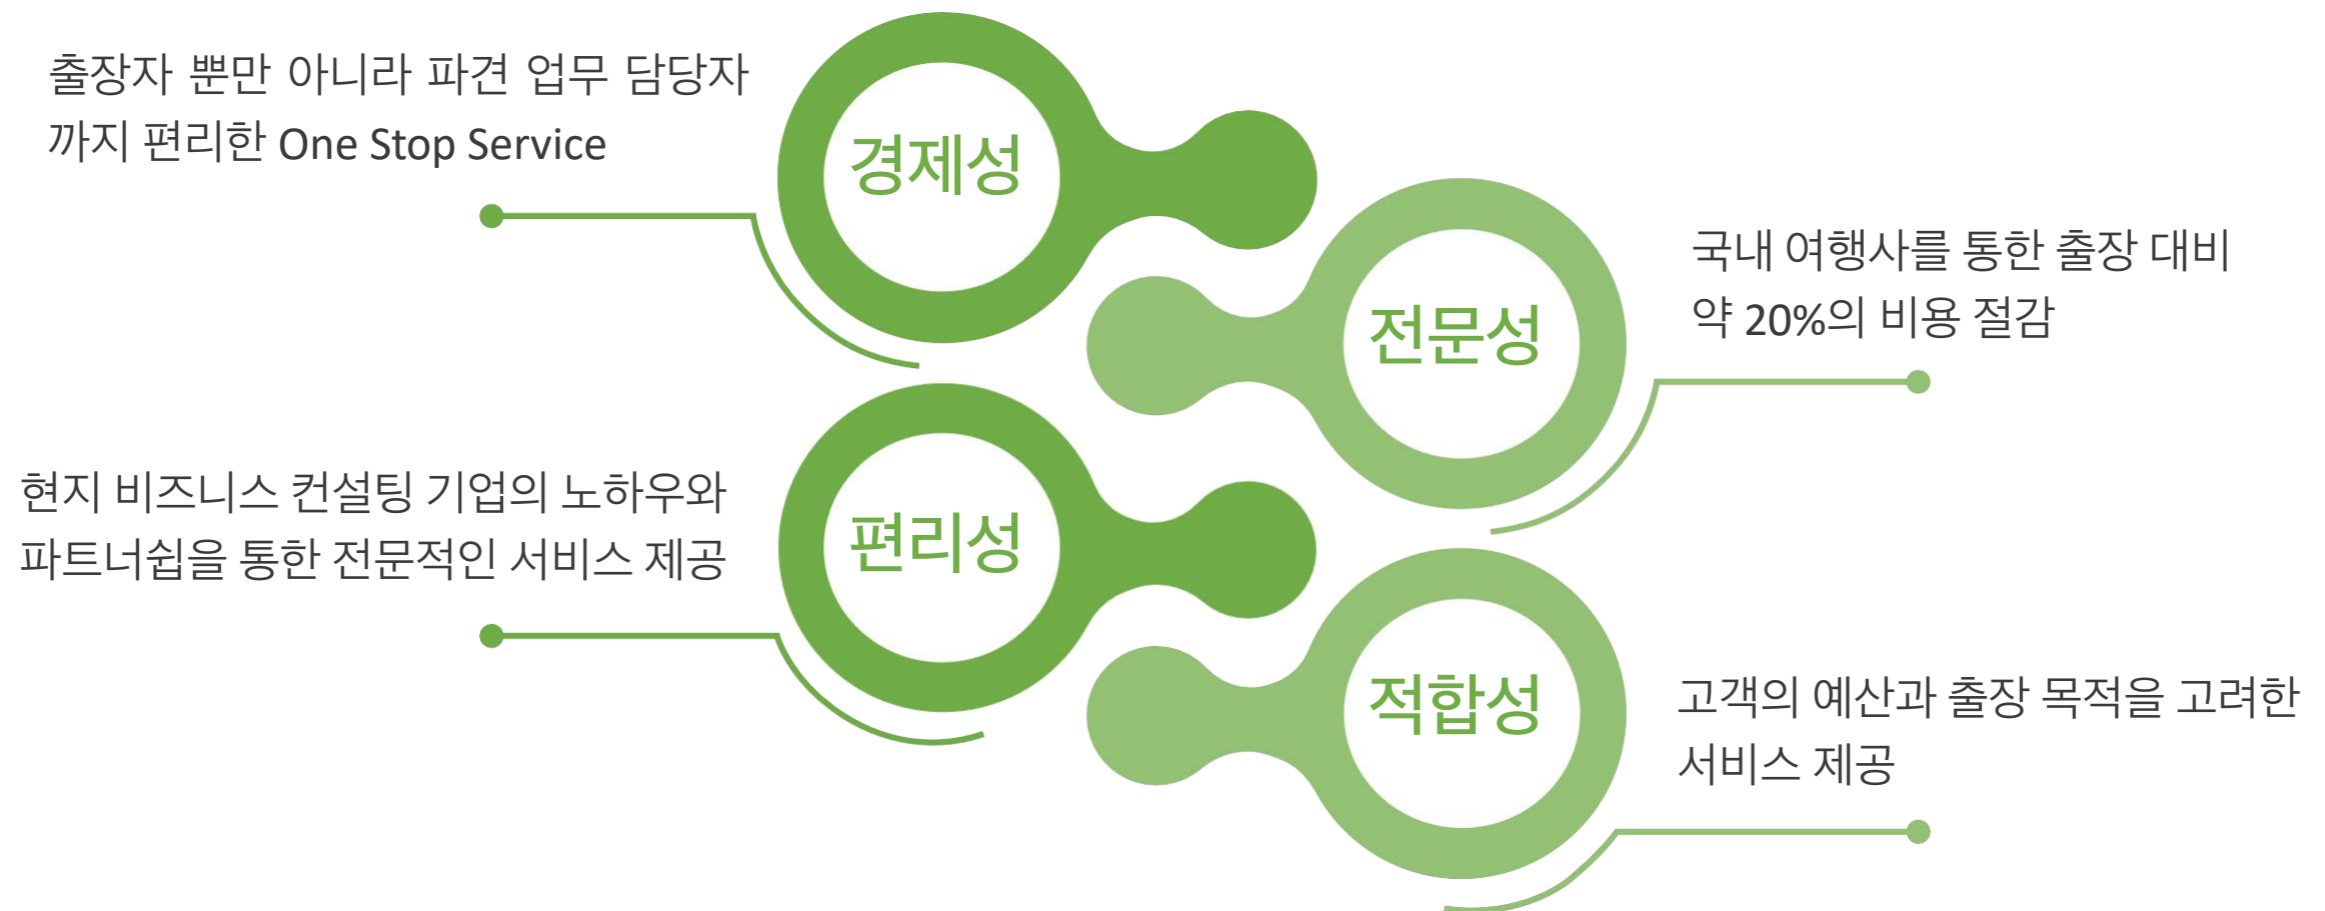 출장자 뿐만 아니라 파견 업무 담당자
까지 편리한 One Stop Service
경제성
국내 여행사를 통한 출장 대비
약 20%의 비용 절감
전문성
현지 비즈니스 컨설팅 기업의 노하우와
파트너쉽을 통한 전문적인 서비스 제공
편리성
고객의 예산과 출장 목적을 고려한
서비스 제공
적합성